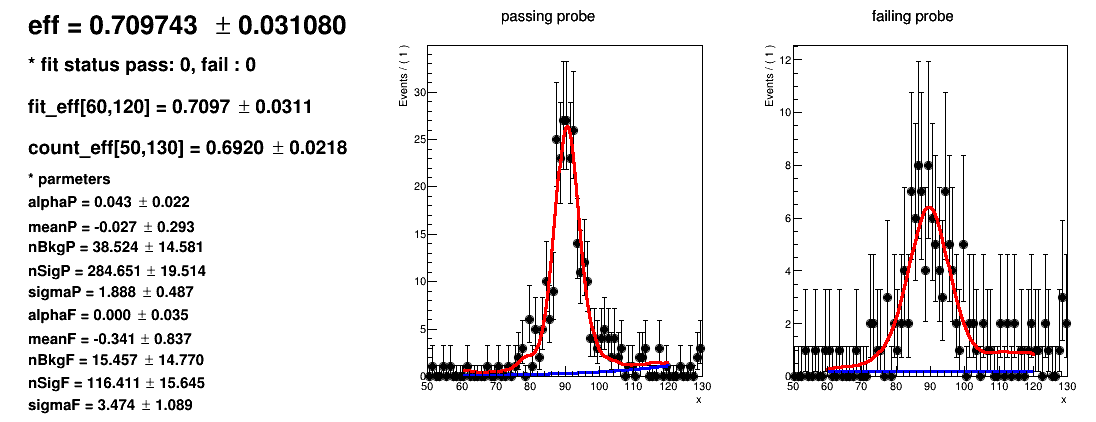 eff = 0.709743 ± 0.031080
* fit status pass: 0, fail : 0
fit_eff[60,120] = 0.7097 ± 0.0311
count_eff[50,130] = 0.6920 ± 0.0218
* parmeters
alphaP = 0.043 ± 0.022
meanP = -0.027 ± 0.293
nBkgP = 38.524 ± 14.581
nSigP = 284.651 ± 19.514
sigmaP = 1.888 ± 0.487
alphaF = 0.000 ± 0.035
meanF = -0.341 ± 0.837
nBkgF = 15.457 ± 14.770
nSigF = 116.411 ± 15.645
sigmaF = 3.474 ± 1.089
passing probe
Events / ( 1 )
30
25
20
15
10
5
0
50 60 70 80 90 100 110 120 130
x
failing probe
Events / ( 1 )
12
10
8
6
4
2
0
50 60 70 80 90 100 110 120 130
x